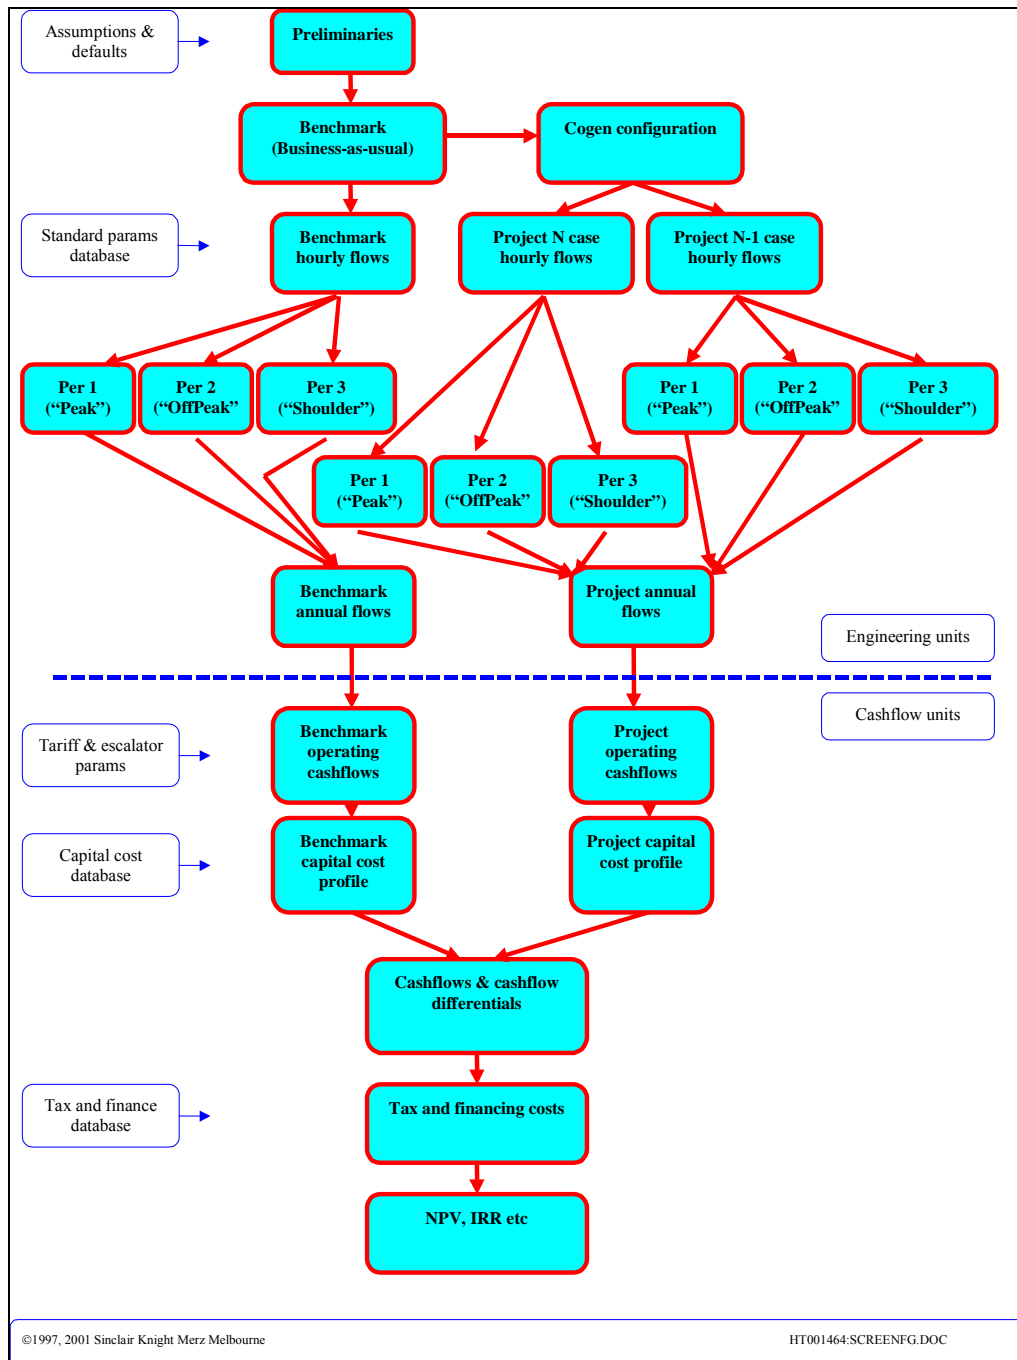 Assumptions &
defaults
Preliminaries
Benchmark
(Business-as-usual)
Cogen configuration
Standard params
database
Benchmark
hourly flows
Project N case
hourly flows
Project N-1 case
hourly flows
Per 1
(“Peak”)
Per 2
(“OffPeak”
Per 3
(“Shoulder”)
Per 1
(“Peak”)
Per 2
(“OffPeak”
Per 3
(“Shoulder”)
Per 1
(“Peak”)
Per 2
(“OffPeak”
Per 3
(“Shoulder”)
Benchmark
annual flows
Project annual
flows
Engineering units
Cashflow units
Tariff & escalator
params
Benchmark
operating
cashflows
Project
operating
cashflows
Capital cost
database
Benchmark
capital cost
profile
Project capital
cost profile
Cashflows & cashflow
differentials
Tax and finance
database
Tax and financing costs
NPV, IRR etc
©1997, 2001 Sinclair Knight Merz Melbourne
HT001464:SCREENFG.DOC